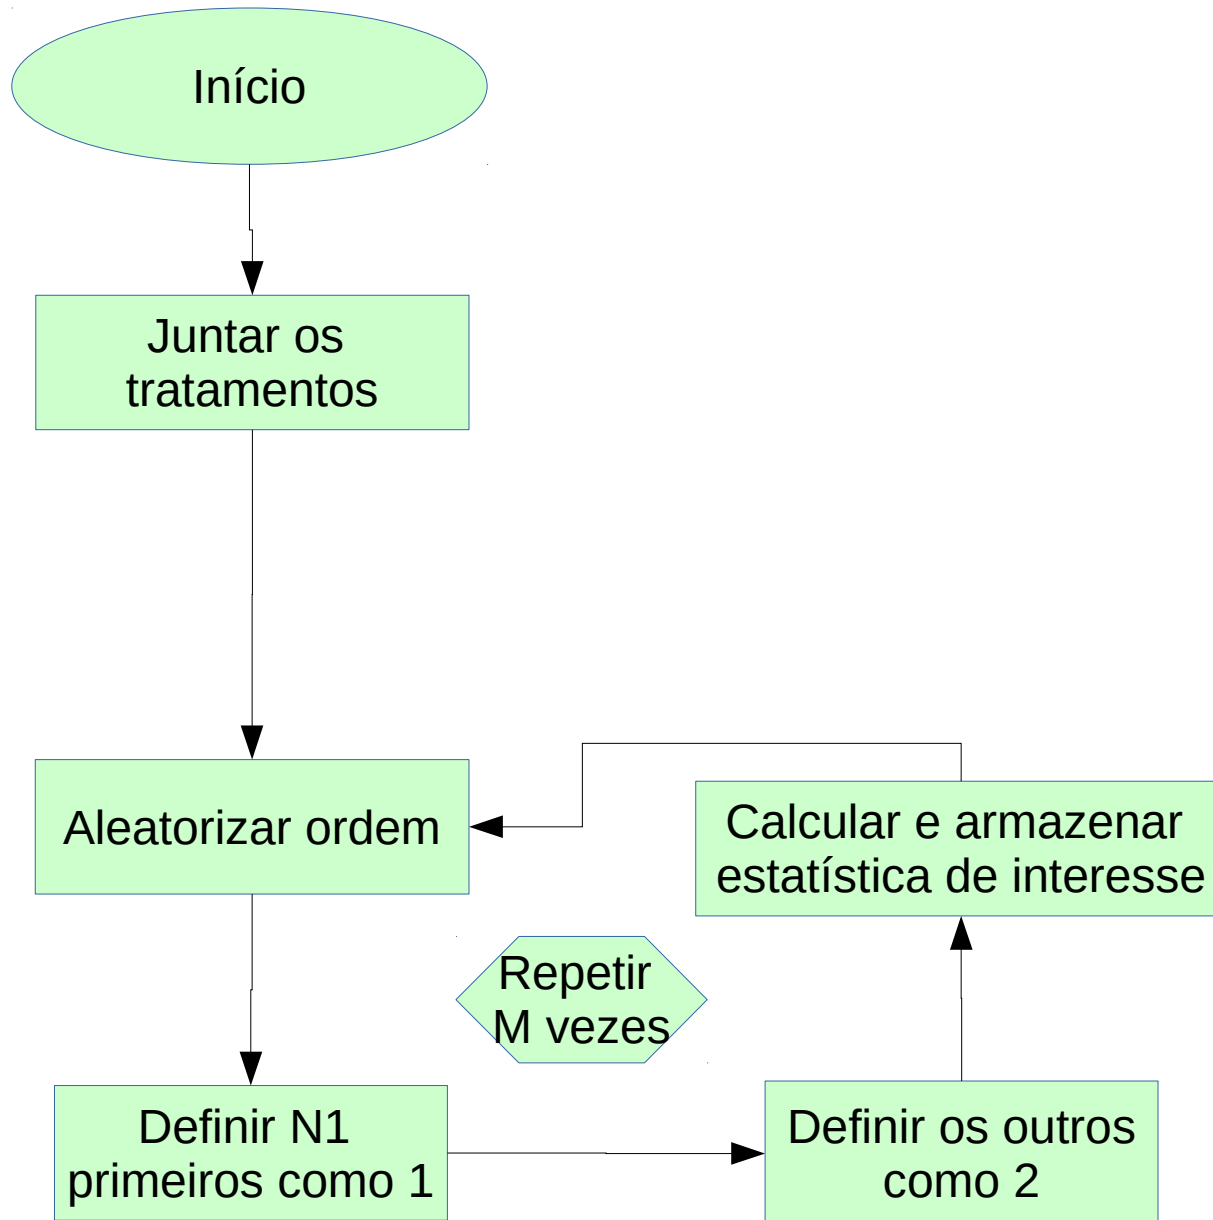 Início
Juntar os
tratamentos
Aleatorizar ordem
Calcular e armazenar
estatística de interesse
Repetir
M vezes
Definir N1
primeiros como 1
Definir os outros
como 2